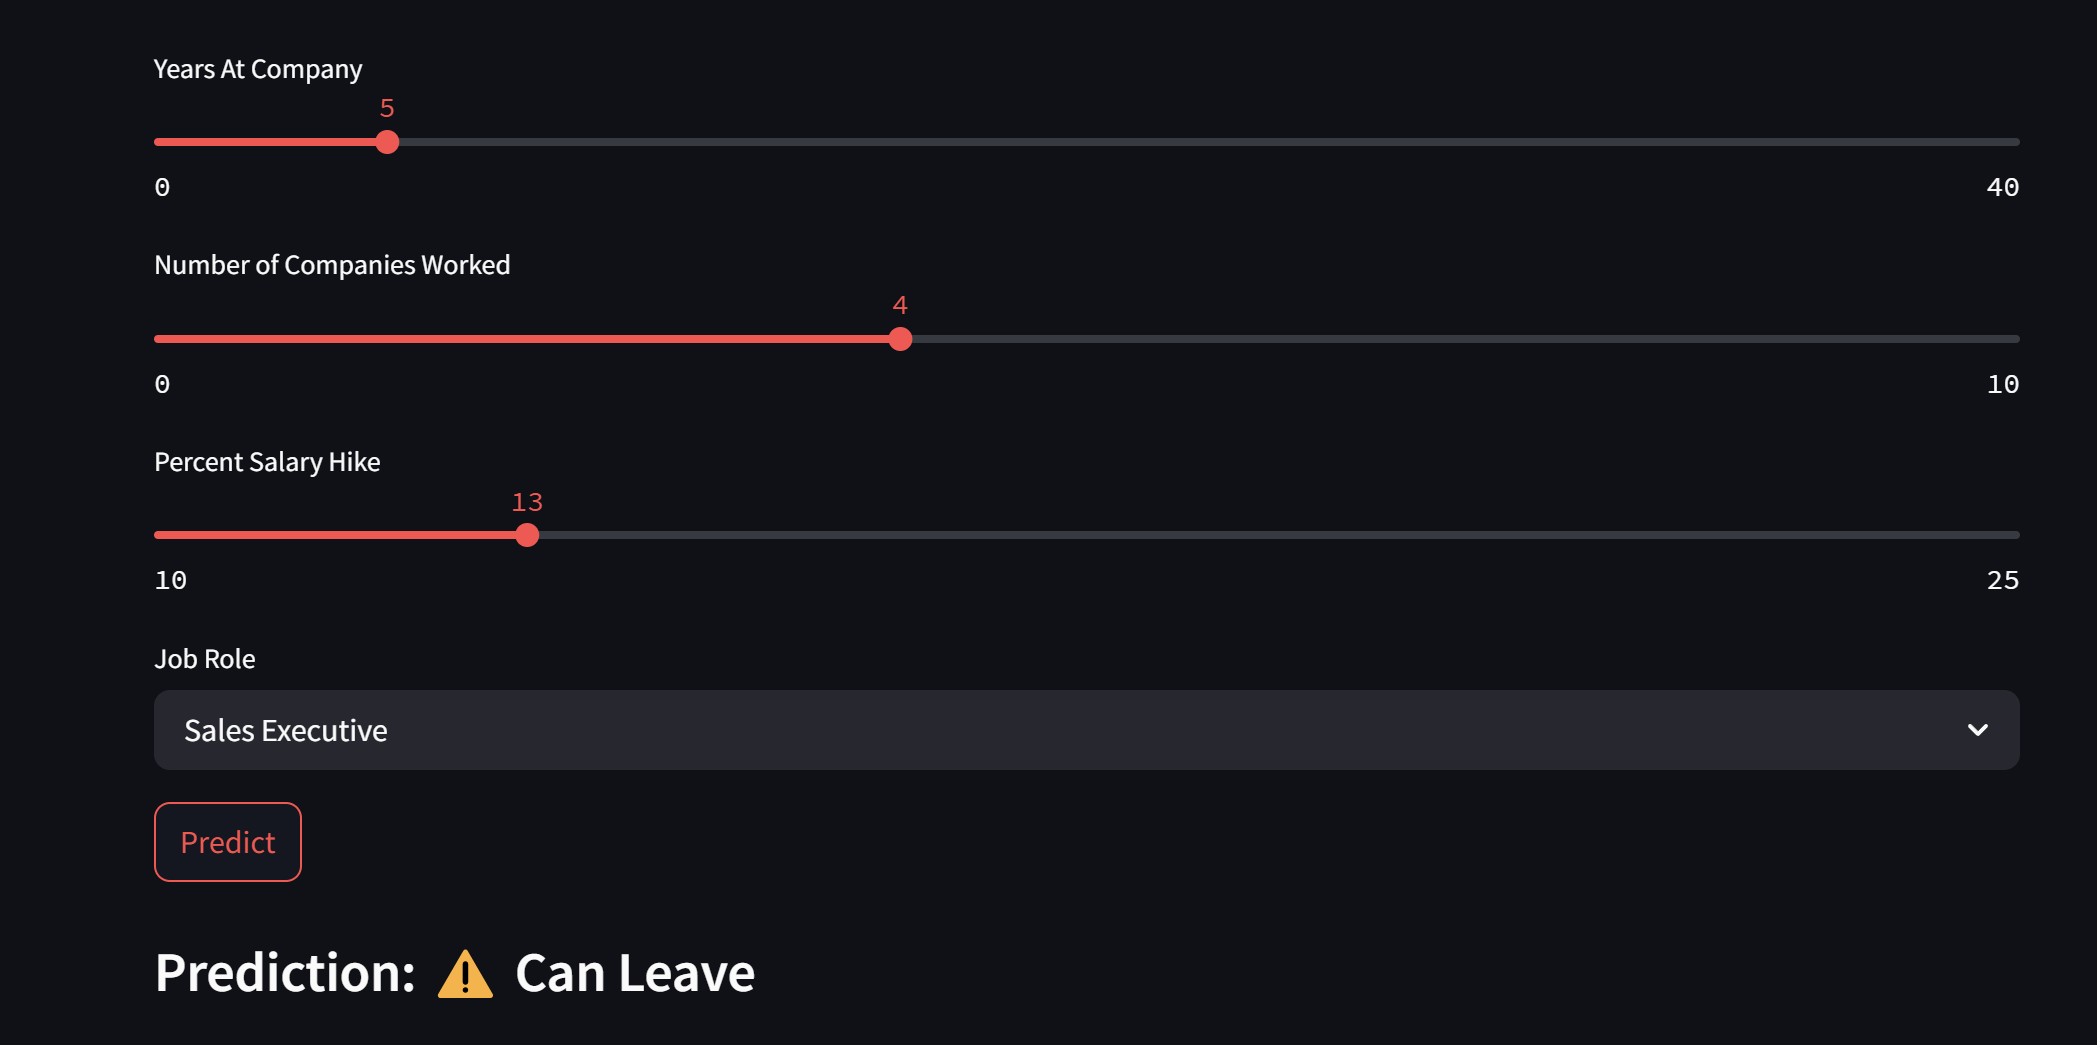 Years At Company
5
0 40
Number of Companies Worked
4
0 10
Percent Salary Hike
13
10 25
Job Role
Sales Executive
Predict
Prediction: ⚠️ Can Leave